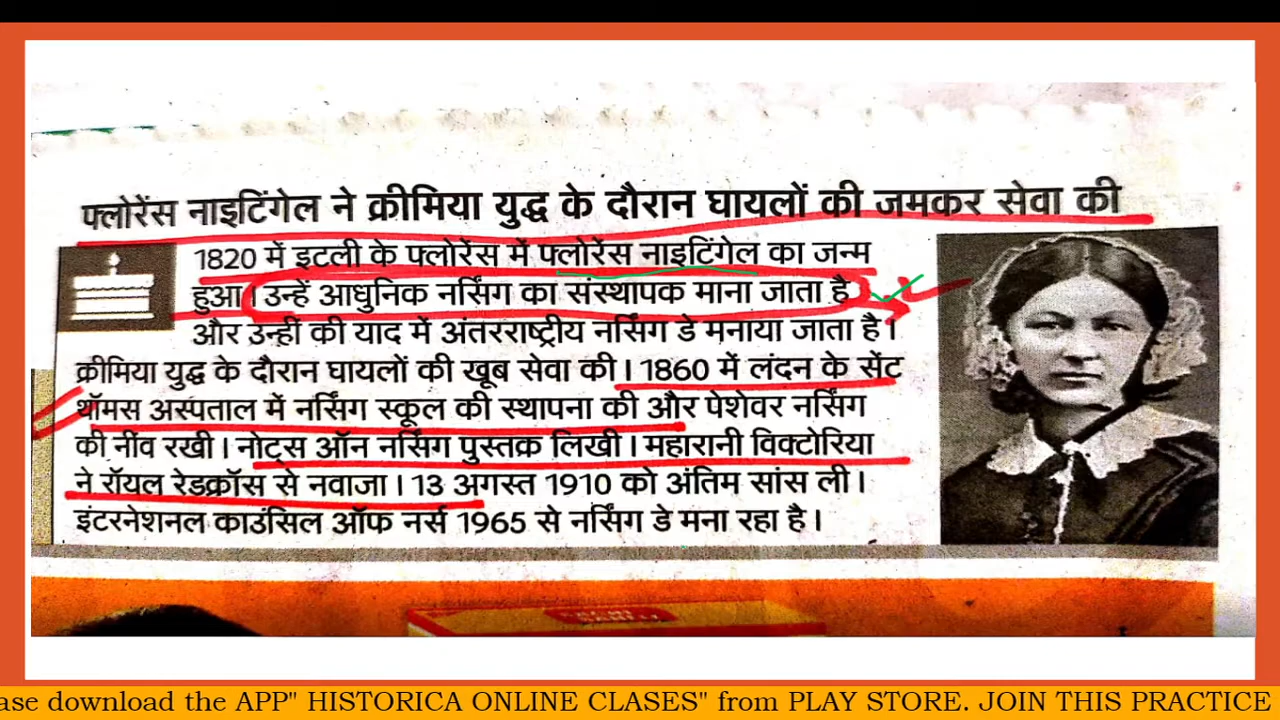 फ्लोरेंस नाइटिंगेल ने क्रीमिया युद्ध के दौरान घायलों की जमकर सेवा की
1820 में इटली के फ्लोरेंस में फ्लोरेंस नाइटिंगेल का जन्म
हुआ। उन्हें आधुनिक नर्सिंग का संस्थापक माना जाता है
और उन्हीं की याद में अंतरराष्ट्रीय नर्सिंग डे मनाया जाता है।
क्रीमिया युद्ध के दौरान घायलों की खूब सेवा की। 1860 में लंदन के सेंट
थॉमस अस्पताल में नर्सिंग स्कूल की स्थापना की और पेशेवर नर्सिंग
की नींव रखी। नोट्स ऑन नर्सिंग पुस्तक लिखी। महारानी विक्टोरिया
ने रॉयल रेडक्रॉस से नवाजा। 13 अगस्त 1910 को अंतिम सांस ली।
इंटरनेशनल काउंसिल ऑफ नर्स 1965 से नर्सिंग डे मना रहा है।
ase download the APP" HISTORICA ONLINE CLASES" from PLAY STORE. JOIN THIS PRACTICE